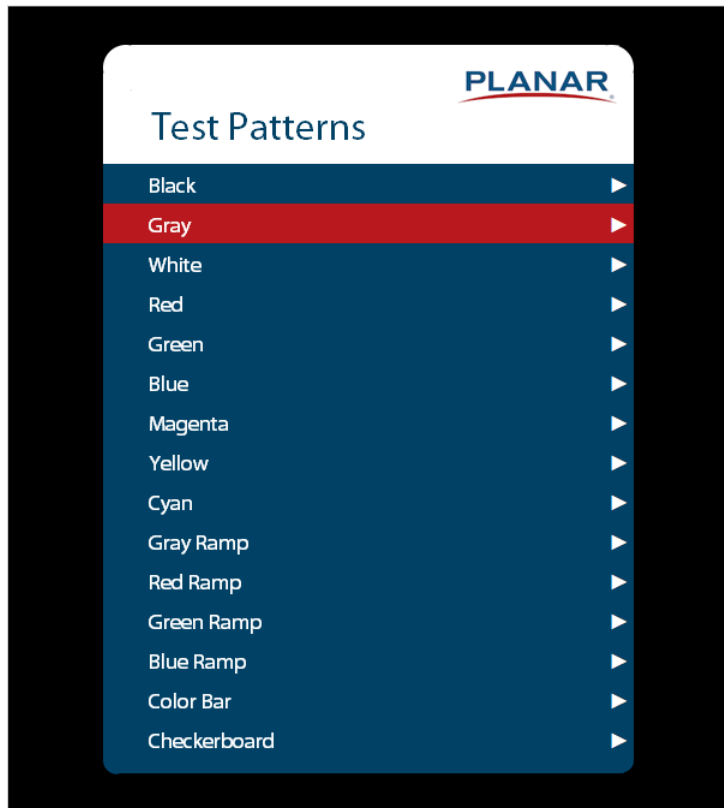 PLANAR
Test Patterns
Black
Gray
White
Red
Green
Blue
Magenta
Yellow
Cyan
Gray Ramp
Red Ramp
Green Ramp
Blue Ramp
Color Bar
Checkerboard